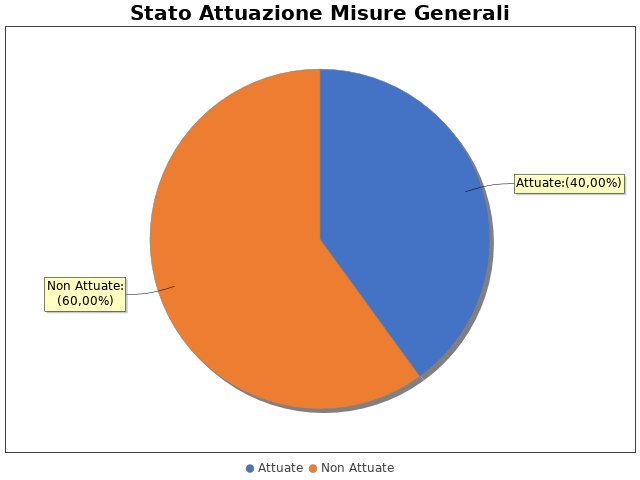 Stato Attuazione Misure Generali
Attuate:(40,00%)
Non Attuate:
(60,00%)
Attuate Non Attuate